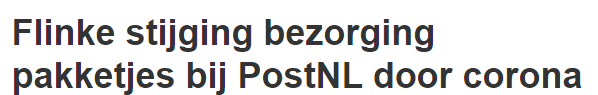 Flinke stijging bezorging
pakketjes bij PostNL door corona